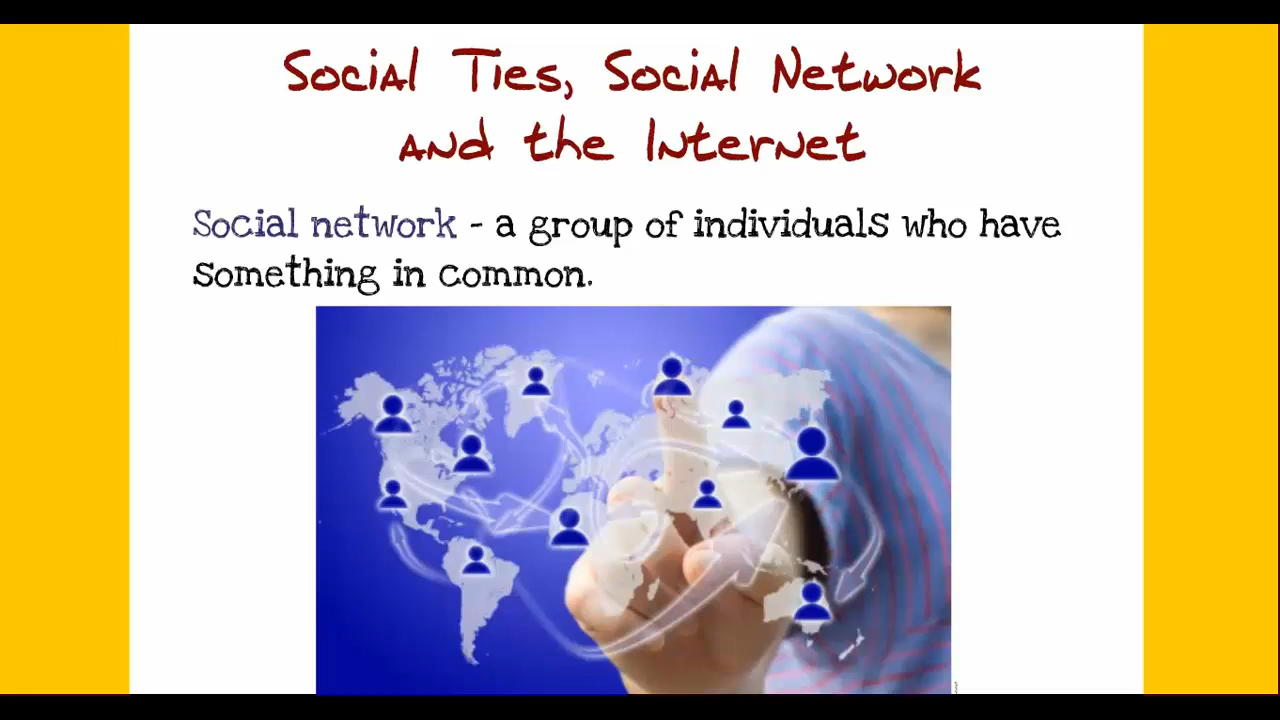 Social Ties, Social Network
and the Internet
Social network - a group of individuals who have
something in common.